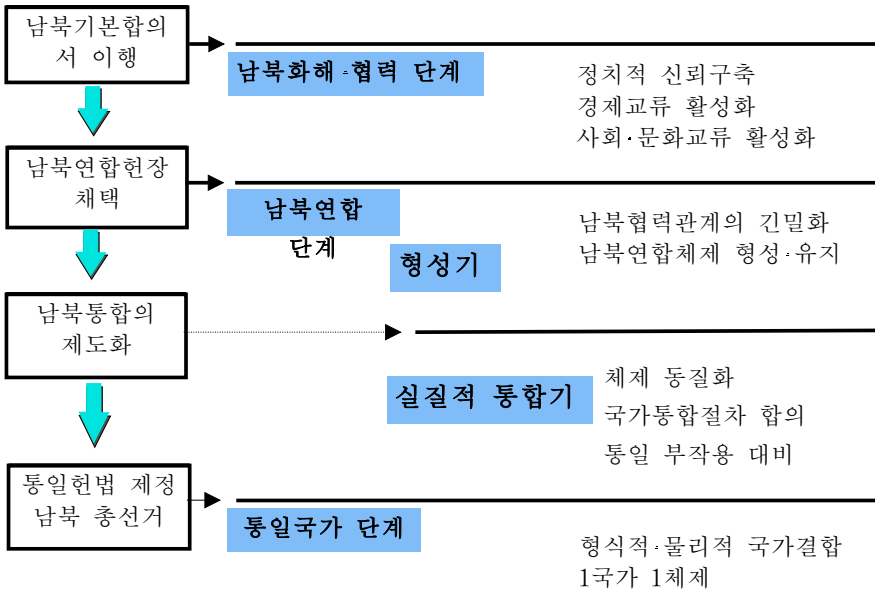 남북기본합의
서 이행
남북화해·협력 단계
정치적 신뢰구축
경제교류 활성화
사회·문화교류 활성화
남북연합헌장
채택
남북연합
단계
형성기
남북협력관계의 긴밀화
남북연합체제 형성·유지
남북통합의
제도화
실질적 통합기
체제 동질화
국가통합절차 합의
통일 부작용 대비
통일헌법 제정
남북 총선거
통일국가 단계
형식적·물리적 국가결합
1국가 1체제